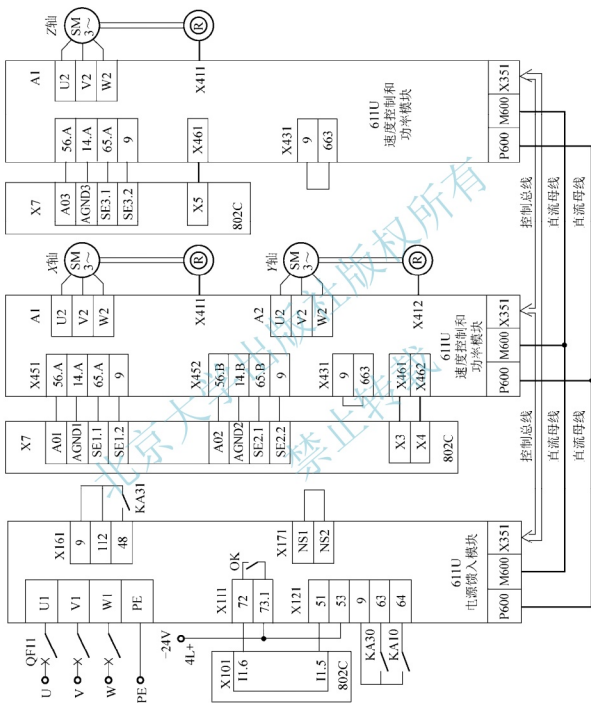 U
V
W
PE
QF11
U1
V1
W1
PE
X161
9
112
48
KA31
-24V
4L+
X101
I1.6
I1.5
802C
X111
72
73.1
OK
X121
51
53
9
63
64
KA30
KA10
X171
NS1
NS2
611U
电源馈入模块
P600
M600
X351
控制总线
直流母线
直流母线
X7
A01
AGND1
SE1.1
SE1.2
A02
AGND2
SE2.1
SE2.2
X3
X4
802C
X451
56.A
14.A
65.A
9
X452
56.B
14.B
65.B
9
X431
9
663
X461
X462
A1
U2
V2
W2
X411
X轴
SM
3~
R
A2
U2
V2
W2
X412
Y轴
SM
3~
R
611U
速度控制和
功率模块
P600
M600
X351
控制总线
直流母线
直流母线
X7
A03
AGND3
SE3.1
SE3.2
X5
802C
56.A
14.A
65.A
9
X461
X431
9
663
A1
U2
V2
W2
X411
Z轴
SM
3~
R
611U
速度控制和
功率模块
P600
M600
X351
北京大学出版社版权所有
禁止转载